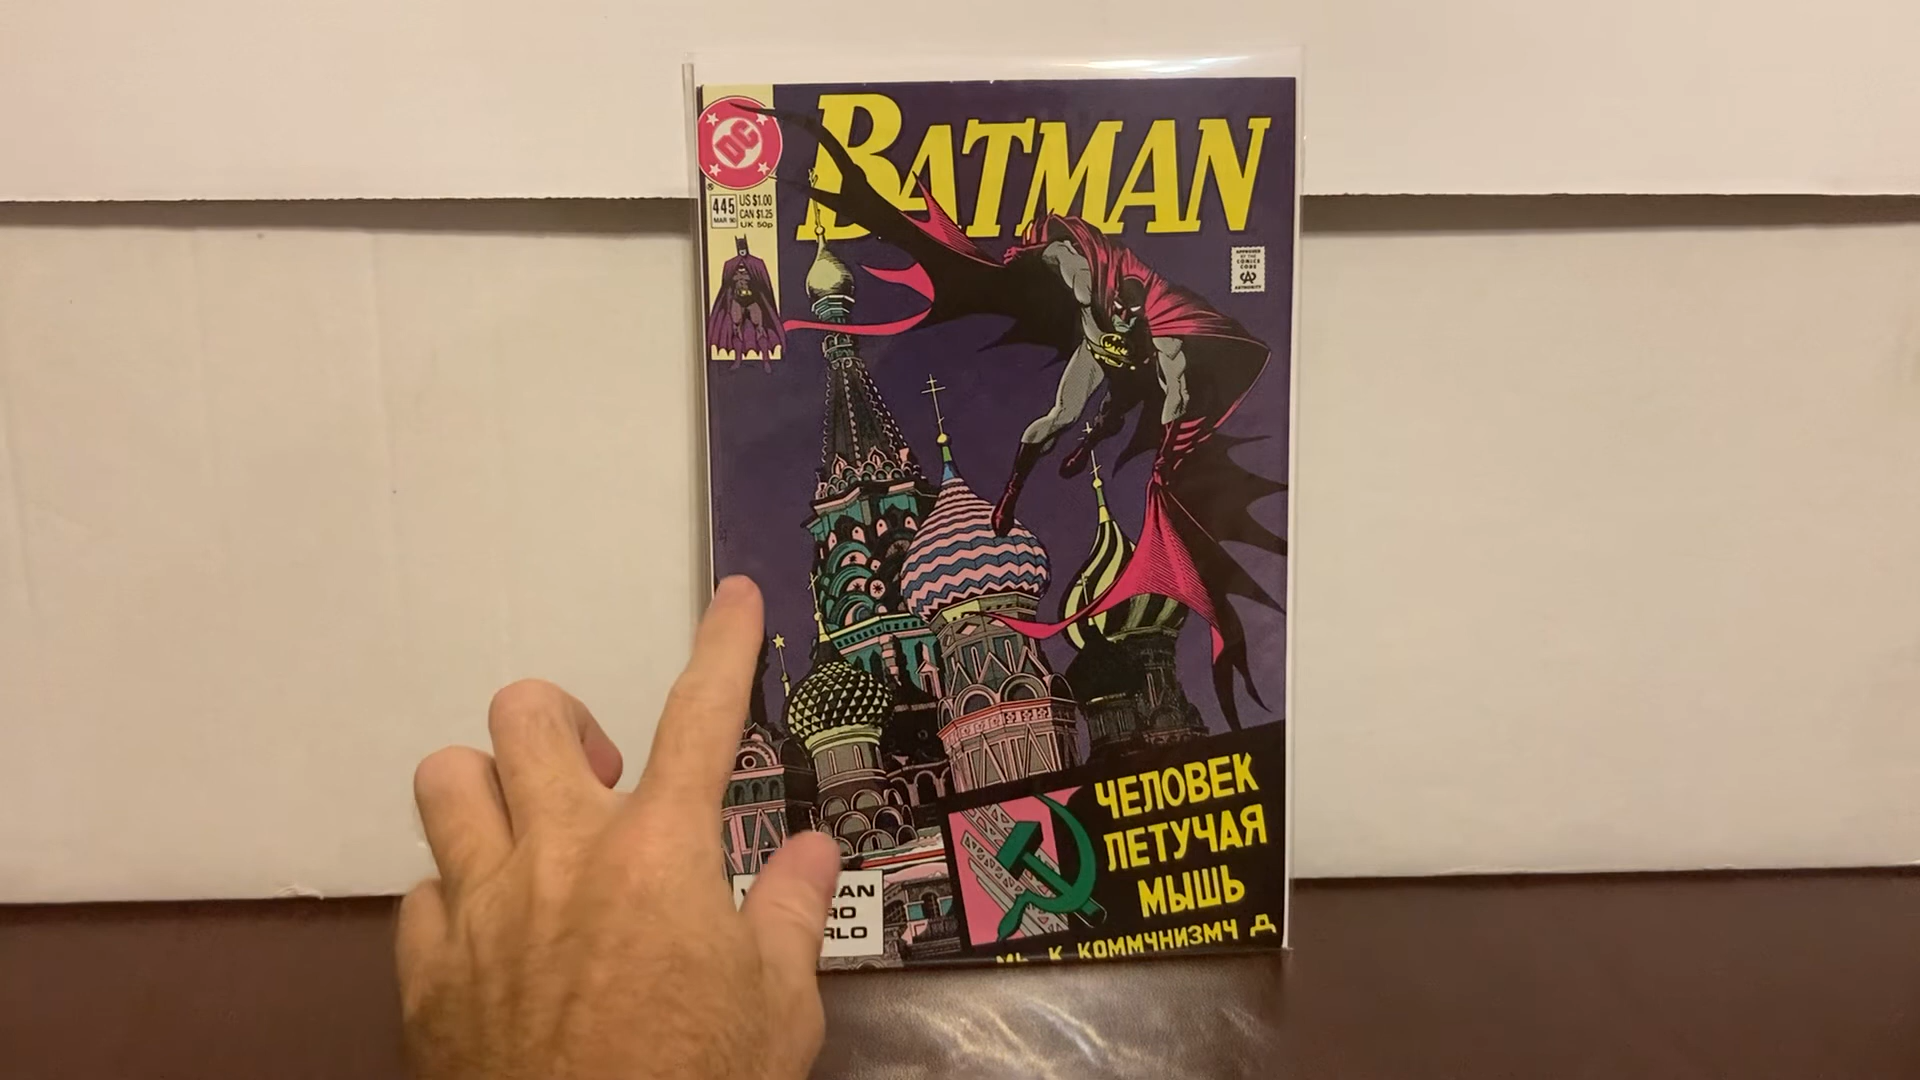 BATMAN
DC
445
MAR 90
US $1.00
CAN $1.25
UK 50p
APPROVED
BY THE
COMICS
CODE
AUTHORITY
ЧЕЛОВЕК
ЛЕТУЧАЯ
МЫШЬ
К КОММЧНИЗМЧ Д